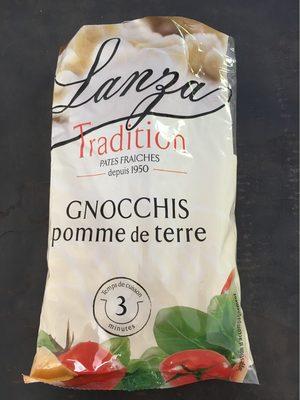 Lanza
Tradition
PATES FRAICHES
depuis 1950
GNOCCHIS
pomme de terre
Temps de cuisson
3
minutes